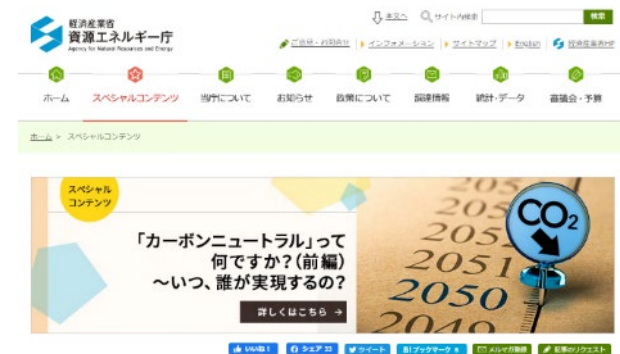 経済産業省
資源エネルギー庁
Agency for Natural Resources and Energy
本文へ
サイト内検索
検索
ご意見・お問合せ
インフォメーション
サイトマップ
English
経済産業省HP
ホーム
スペシャルコンテンツ
当庁について
お知らせ
政策について
調達情報
統計・データ
審議会・予算
ホーム > スペシャルコンテンツ
スペシャル
コンテンツ
「カーボンニュートラル」って
何ですか?(前編)
~いつ、誰が実現するの?
詳しくはこちら →
CO2
2052
2051
2050
2049
いいね!
シェア 33
ツイート
B!ブックマーク
メルマガ登録
記事のリクエスト